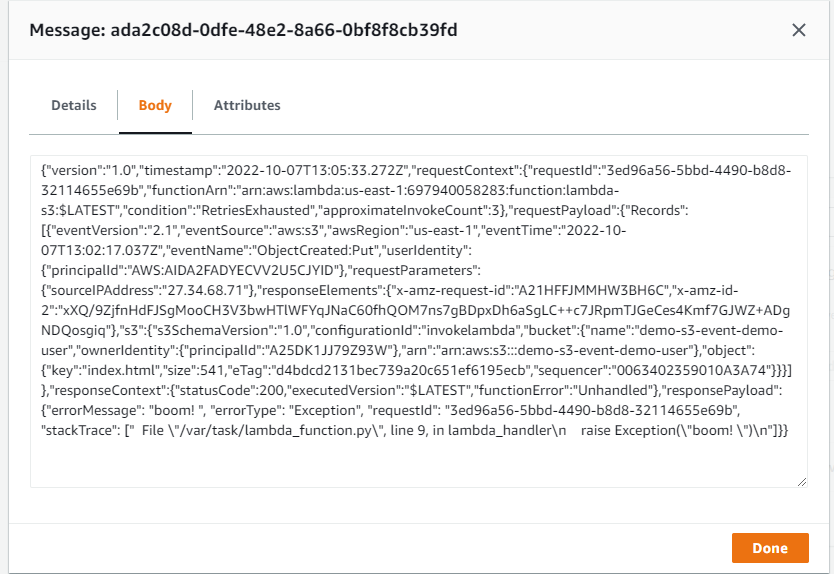 Message: ada2c08d-0dfe-48e2-8a66-0bf8f8cb39fd
Details
Body
Attributes
{"version":"1.0","timestamp":"2022-10-07T13:05:33.272Z","requestContext":{"requestId":"3ed96a56-5bbd-4490-b8d8-
32114655e69b","functionArn":"arn:aws:lambda:us-east-1:697940058283:function:lambda-
s3:$LATEST","condition":"RetriesExhausted","approximateInvokeCount":3},"requestPayload":{"Records":
[{"eventVersion":"2.1","eventSource":"aws:s3","awsRegion":"us-east-1","eventTime":"2022-10-
07T13:02:17.037Z","eventName":"ObjectCreated:Put","userIdentity":
{"principalId":"AWS:AIDA2FADYECVV2U5CJYID"},"requestParameters":
{"sourceIPAddress":"27.34.68.71"},"responseElements":{"x-amz-request-id":"A21HFFJMMHW3BH6C","x-amz-id-
2":"xXQ/9ZjfnHdFJSgMooCH3V3bwHTlWFYqJNaC60fhQOM7ns7gBDpxDh6aSgLC++c7JRpmTJGeCes4Kmf7GJWZ+ADg
NDQosgiq"},"s3":{"s3SchemaVersion":"1.0","configurationId":"invokelambda","bucket":{"name":"demo-s3-event-demo-
user","ownerIdentity":{"principalId":"A25DK1JJ79Z93W"},"arn":"arn:aws:s3:::demo-s3-event-demo-user"},"object":
{"key":"index.html","size":541,"eTag":"d4bdcd2131bec739a20c651ef6195ecb","sequencer":"0063402359010A3A74"}}}]
},"responseContext":{"statusCode":200,"executedVersion":"$LATEST","functionError":"Unhandled"},"responsePayload":
{"errorMessage": "boom! ", "errorType": "Exception", "requestId": "3ed96a56-5bbd-4490-b8d8-32114655e69b",
"stackTrace": ["  File \"/var/task/lambda_function.py\", line 9, in lambda_handler\n    raise Exception(\"boom! \")\n"]}}
Done